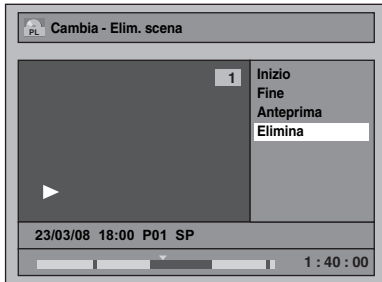 PL Cambia - Elim. scena
1
Inizio
Fine
Anteprima
Elimina
23/03/08 18:00 P01 SP
1 : 40 : 00